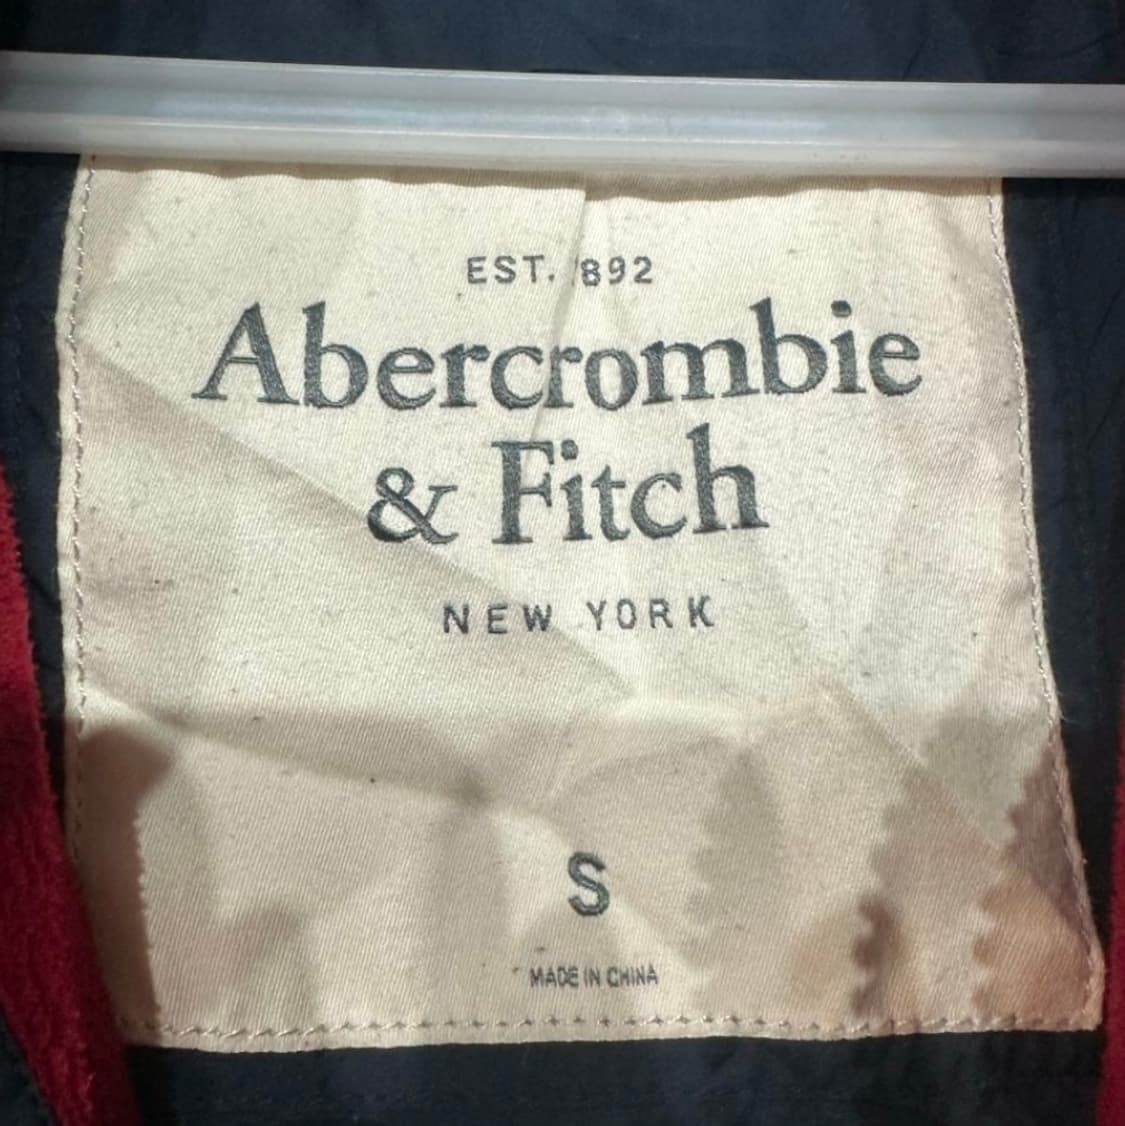 EST. 1892
Abercrombie
& Fitch
NEW YORK
S
MADE IN CHINA